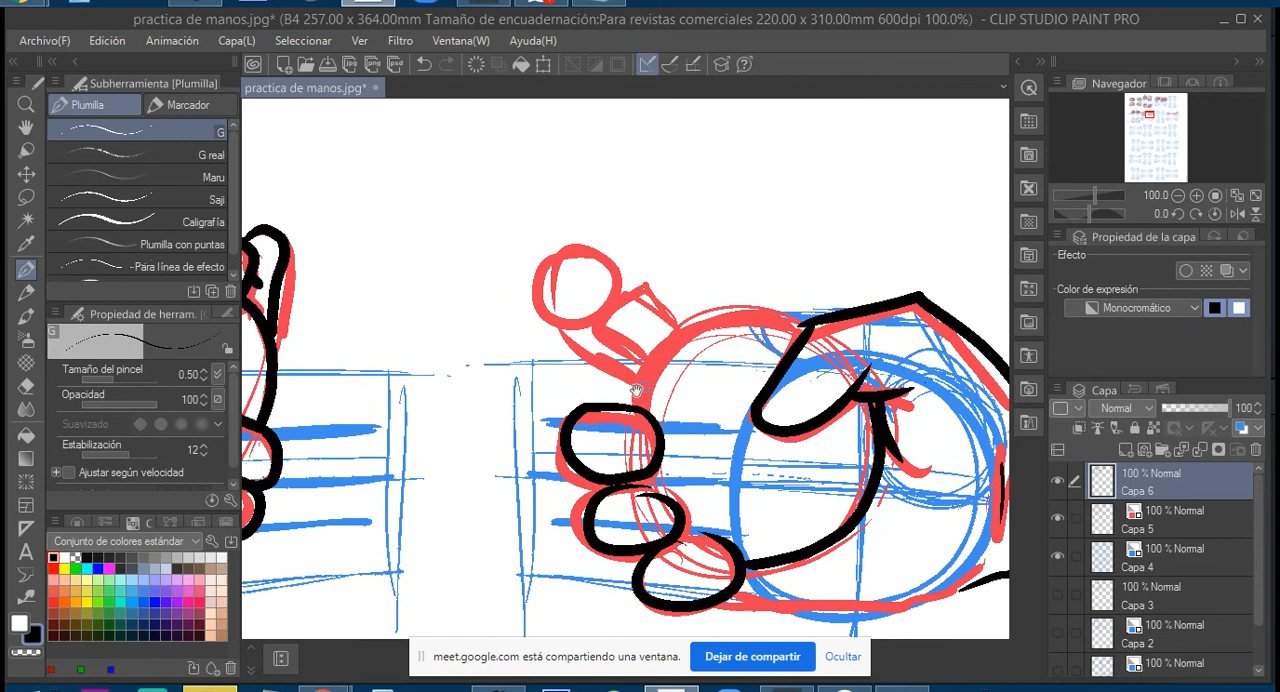 practica de manos.jpg* (B4 257.00 x 364.00mm Tamaño de encuadernación:Para revistas comerciales 220.00 x 310.00mm 600dpi 100.0%) - CLIP STUDIO PAINT PRO
Archivo(F) Edición Animación Capa(L) Seleccionar Ver Filtro Ventana(W) Ayuda(H)
Subherramienta [Plumilla]
practica de manos.jpg*
Navegador
Plumilla Marcador
G
G real
Maru
Saji
Caligrafía
Plumilla con puntas
Para línea de efecto
100.0
0.0
Propiedad de la capa
Efecto
Color de expresión
Monocromático
Propiedad de herram.
G
Tamaño del pincel 0.50
Opacidad 100
Suavizado
Estabilización 12
Ajustar según velocidad
Conjunto de colores estándar
Capa
Normal 100
100 % Normal
Capa 6
100 % Normal
Capa 5
100 % Normal
Capa 4
100 % Normal
Capa 3
100 % Normal
Capa 2
100 % Normal
meet.google.com está compartiendo una ventana. Dejar de compartir Ocultar